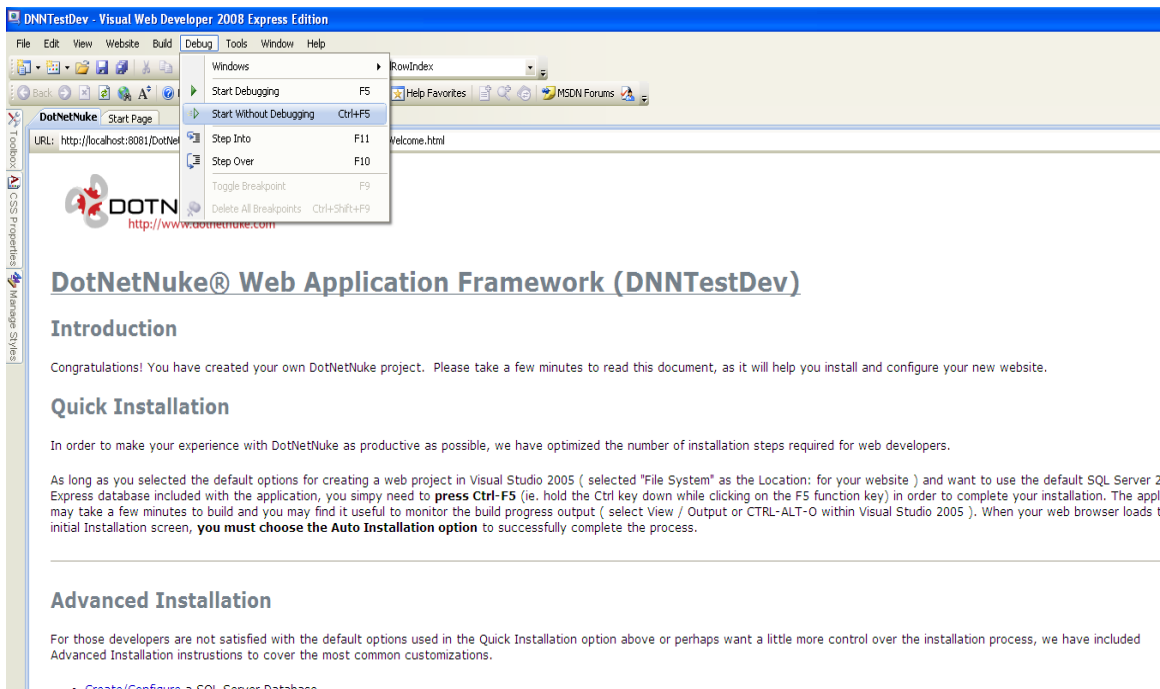 DNNTestDev - Visual Web Developer 2008 Express Edition
File Edit View Website Build Debug Tools Window Help
Windows
RowIndex
Back
Start Debugging F5
Help Favorites
MSDN Forums
DotNetNuke Start Page
Start Without Debugging Ctrl+F5
URL: http://localhost:8081/DotNe
Welcome.html
Step Into F11
Step Over F10
Toggle Breakpoint F9
Delete All Breakpoints Ctrl+Shift+F9
Toolbox
CSS Properties
Manage Styles
DOTN
http://www.dotnetnuke.com
DotNetNuke® Web Application Framework (DNNTestDev)
Introduction
Congratulations! You have created your own DotNetNuke project. Please take a few minutes to read this document, as it will help you install and configure your new website.
Quick Installation
In order to make your experience with DotNetNuke as productive as possible, we have optimized the number of installation steps required for web developers.
As long as you selected the default options for creating a web project in Visual Studio 2005 ( selected "File System" as the Location: for your website ) and want to use the default SQL Server 2
Express database included with the application, you simpy need to press Ctrl-F5 (ie. hold the Ctrl key down while clicking on the F5 function key) in order to complete your installation. The appl
may take a few minutes to build and you may find it useful to monitor the build progress output ( select View / Output or CTRL-ALT-O within Visual Studio 2005 ). When your web browser loads t
initial Installation screen, you must choose the Auto Installation option to successfully complete the process.
Advanced Installation
For those developers are not satisfied with the default options used in the Quick Installation option above or perhaps want a little more control over the installation process, we have included
Advanced Installation instrustions to cover the most common customizations.
Create/Configure a SQL Server Database